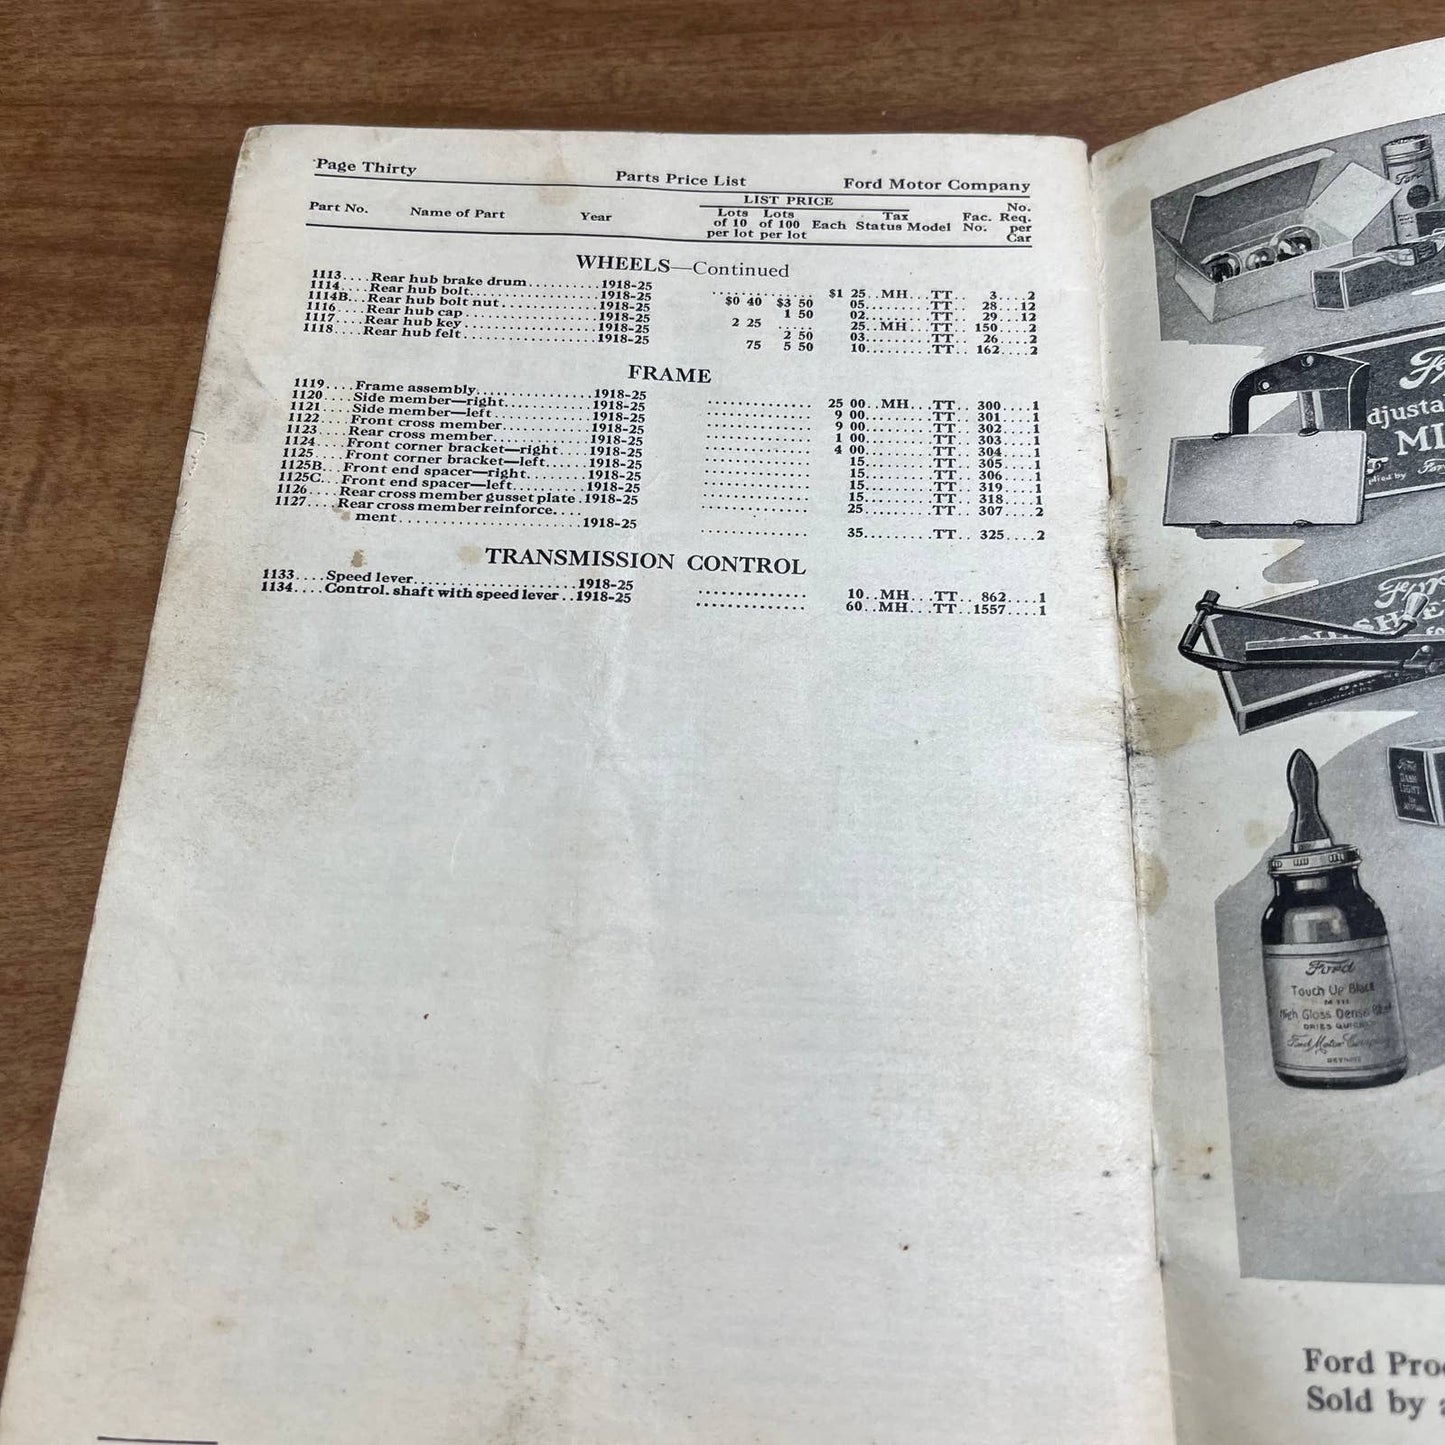 Page Thirty Parts Price List Ford Motor Company
LIST PRICE
Part No. Name of Part Year Lots of 10 per lot Lots of 100 per lot Each Tax Status Model Fac. No. No. Req. per Car
WHEELS—Continued
1113....Rear hub brake drum..........1918-25 .............. $1 25..MH...TT.. 3....2
1114....Rear hub bolt..................1918-25 $0 40 $3 50 05.........TT.. 28...12
1114B...Rear hub bolt nut..............1918-25 1 50 02.........TT.. 29...12
1116....Rear hub cap...................1918-25 2 25 ..... 25..MH...TT.. 150....2
1117....Rear hub key...................1918-25 2 50 03.........TT.. 26....2
1118....Rear hub felt...................1918-25 75 5 50 10.........TT.. 162....2
FRAME
1119....Frame assembly................1918-25 .............. 25 00..MH...TT.. 300....1
1120....Side member—right............1918-25 .............. 9 00.........TT.. 301....1
1121....Side member—left..............1918-25 .............. 9 00.........TT.. 302....1
1122....Front cross member............1918-25 .............. 1 00.........TT.. 303....1
1123....Rear cross member.............1918-25 .............. 4 00.........TT.. 304....1
1124....Front corner bracket—right....1918-25 .............. 15.........TT.. 305....1
1125....Front corner bracket—left......1918-25 .............. 15.........TT.. 306....1
1125B...Front end spacer—right........1918-25 .............. 15.........TT.. 319....1
1125C...Front end spacer—left..........1918-25 .............. 15.........TT.. 318....1
1126....Rear cross member gusset plate.1918-25 .............. 25.........TT.. 307....2
1127....Rear cross member reinforce....
ment........................1918-25 .............. 35.........TT.. 325....2
TRANSMISSION CONTROL
1133....Speed lever.....................1918-25 .............. 10..MH...TT.. 862....1
1134....Control. shaft with speed lever..1918-25 .............. 60..MH...TT..1557....1
Ford
Ford
DASH
LIGHT
Ford
Touch Up Black
M 111
High Gloss Dense
DRIES
Ford Motor Company
DETROIT
Ford
Sold by